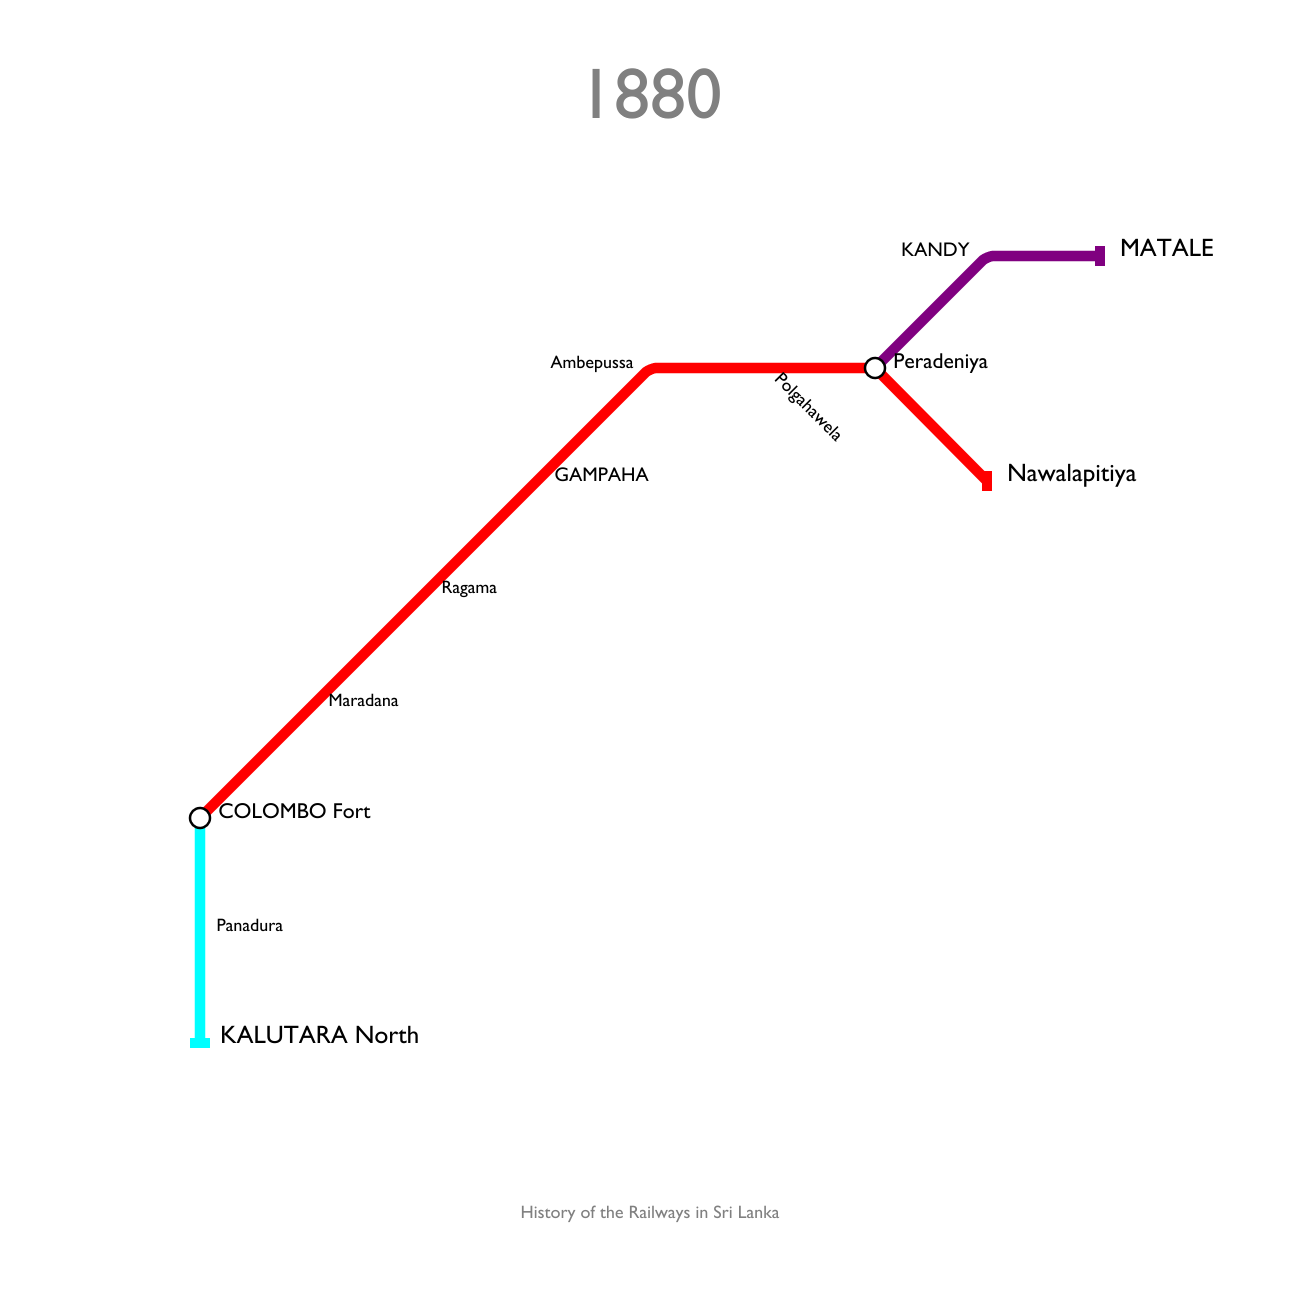 1880
KANDY
MATALE
Ambepussa
Peradeniya
Polgahawela
GAMPAHA
Nawalapitiya
Ragama
Maradana
COLOMBO Fort
Panadura
KALUTARA North
History of the Railways in Sri Lanka